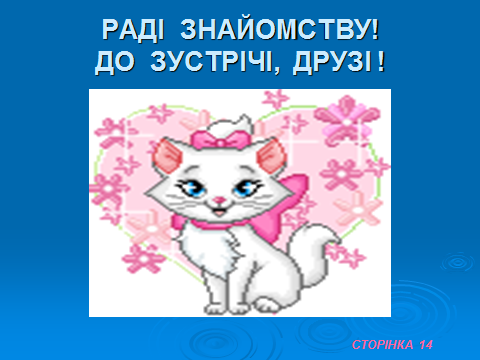 РАДІ ЗНАЙОМСТВУ!
ДО ЗУСТРІЧІ, ДРУЗІ !
СТОРІНКА 14